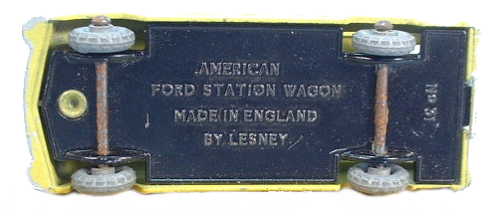 AMERICAN
FORD STATION WAGON
MADE IN ENGLAND
BY LESNEY
No 31